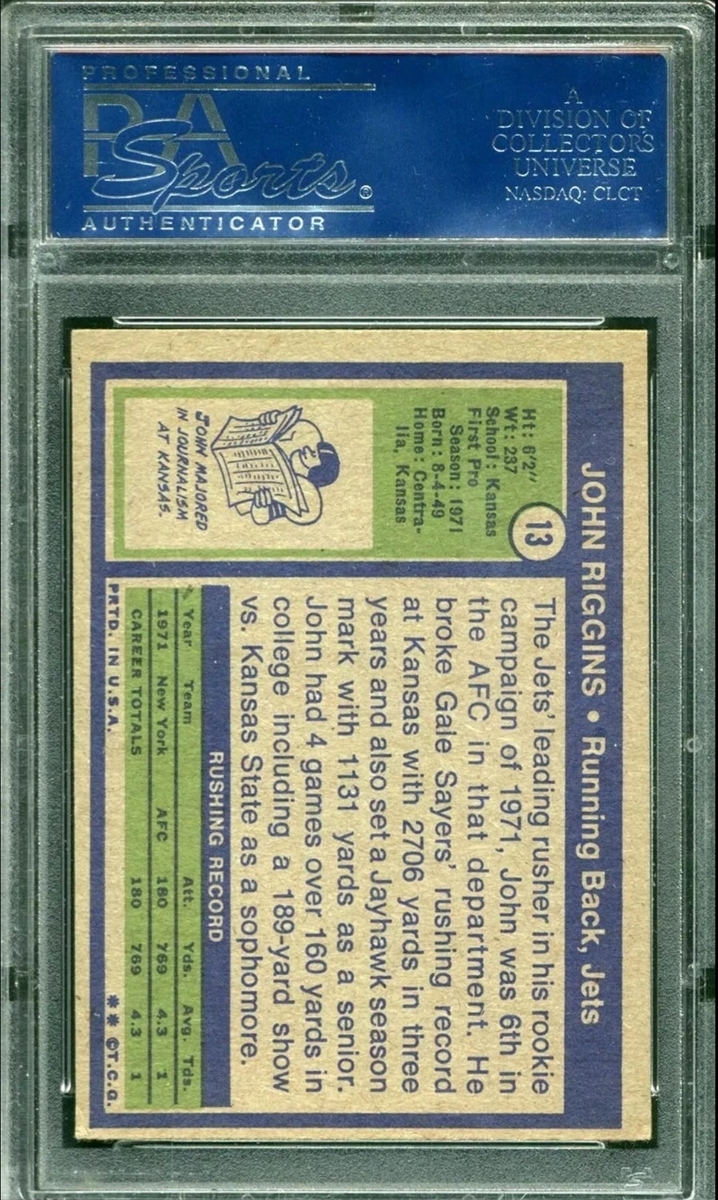 PROFESSIONAL
PSA
Sports®
AUTHENTICATOR
A
DIVISION OF
COLLECTORS
UNIVERSE
NASDAQ: CLCT
JOHN RIGGINS • Running Back, Jets
13
Ht: 6'2"
Wt: 237
School: Kansas
First Pro
Season: 1971
Born: 8-4-49
Home: Centra-
lia, Kansas
JOHN MAJORED
IN JOURNALISM
AT KANSAS.
The Jets' leading rusher in his rookie
campaign of 1971, John was 6th in
the AFC in that department. He
broke Gale Sayers' rushing record
at Kansas with 2706 yards in three
years and also set a Jayhawk season
mark with 1131 yards as a senior.
John had 4 games over 160 yards in
college including a 189-yard show
vs. Kansas State as a sophomore.
RUSHING RECORD
Year Team Att. Yds. Avg. Tds.
1971 New York AFC 180 769 4.3 1
CAREER TOTALS 180 769 4.3 1
PRTD. IN U.S.A. ** ©T.C.G.